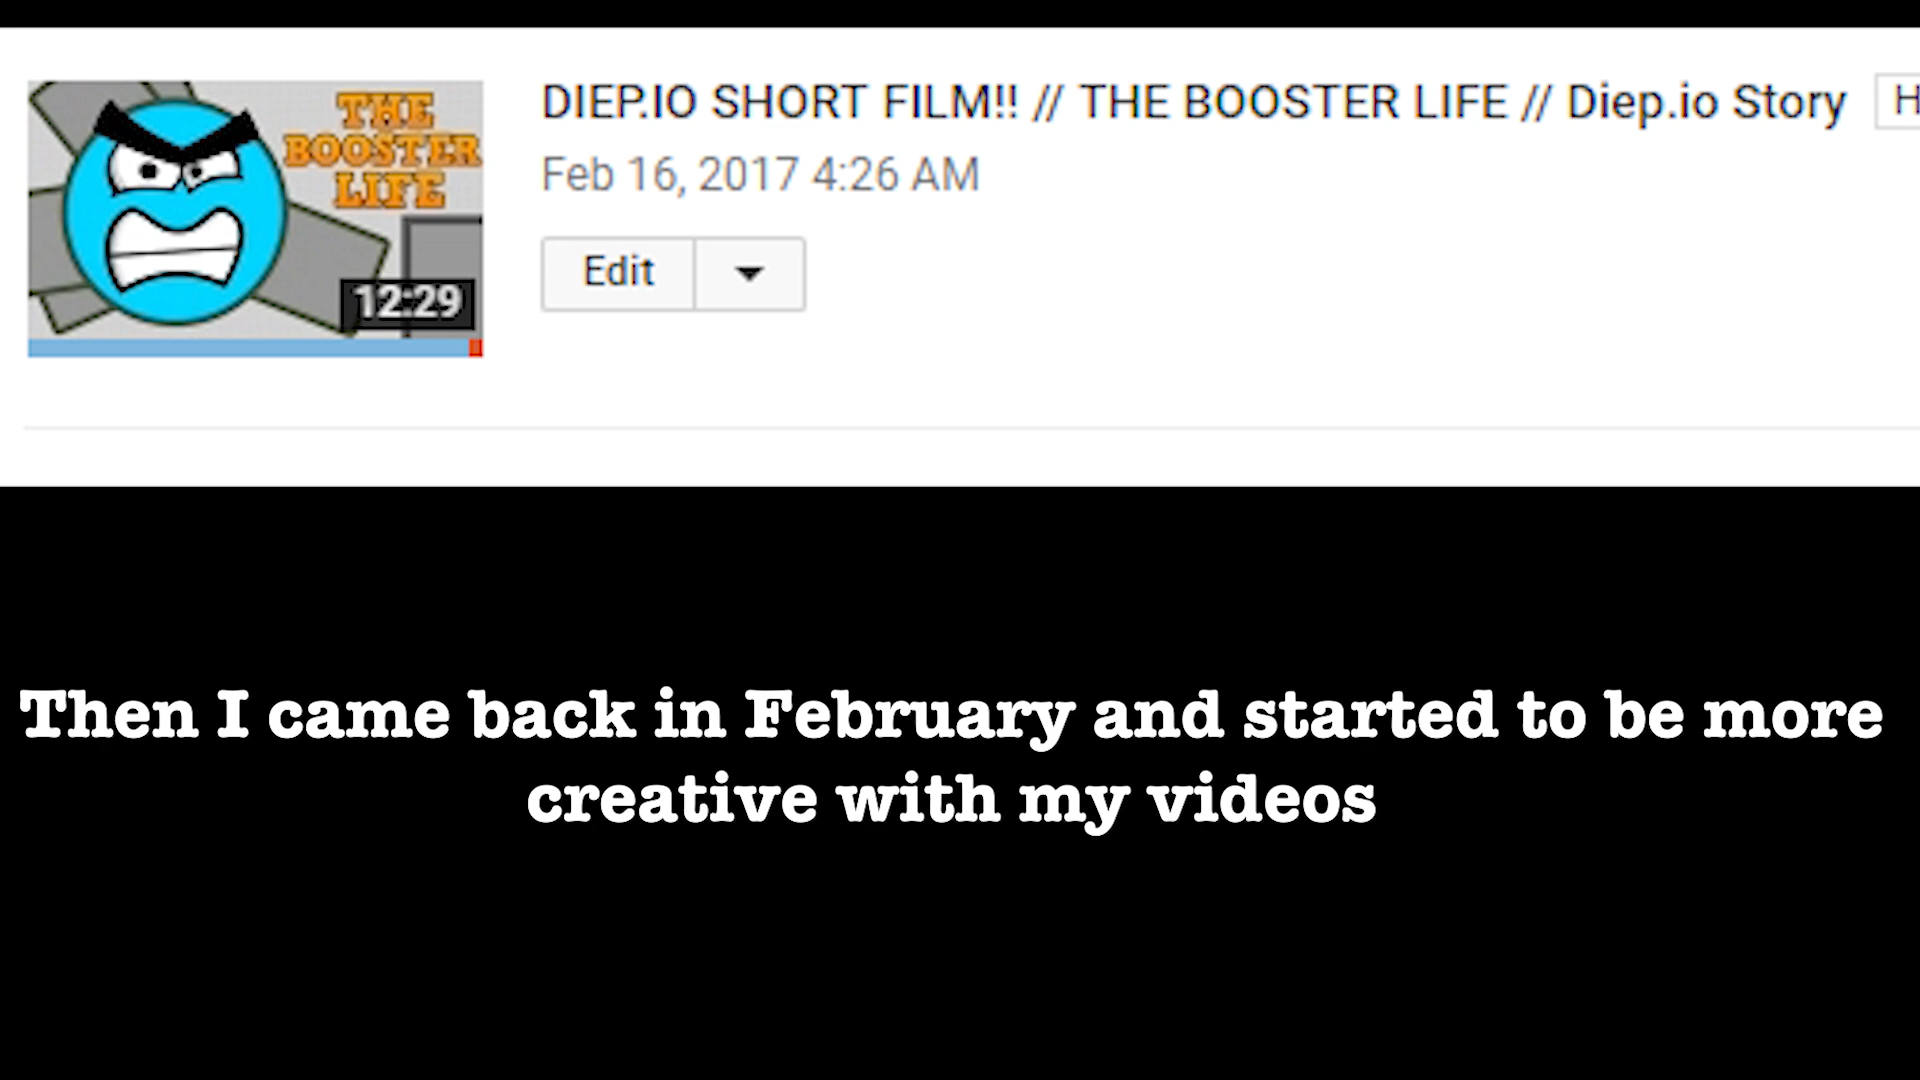 THE
BOOSTER
LIFE
12:29
DIEP.IO SHORT FILM!! // THE BOOSTER LIFE // Diep.io Story
H
Feb 16, 2017 4:26 AM
Edit
Then I came back in February and started to be more
creative with my videos